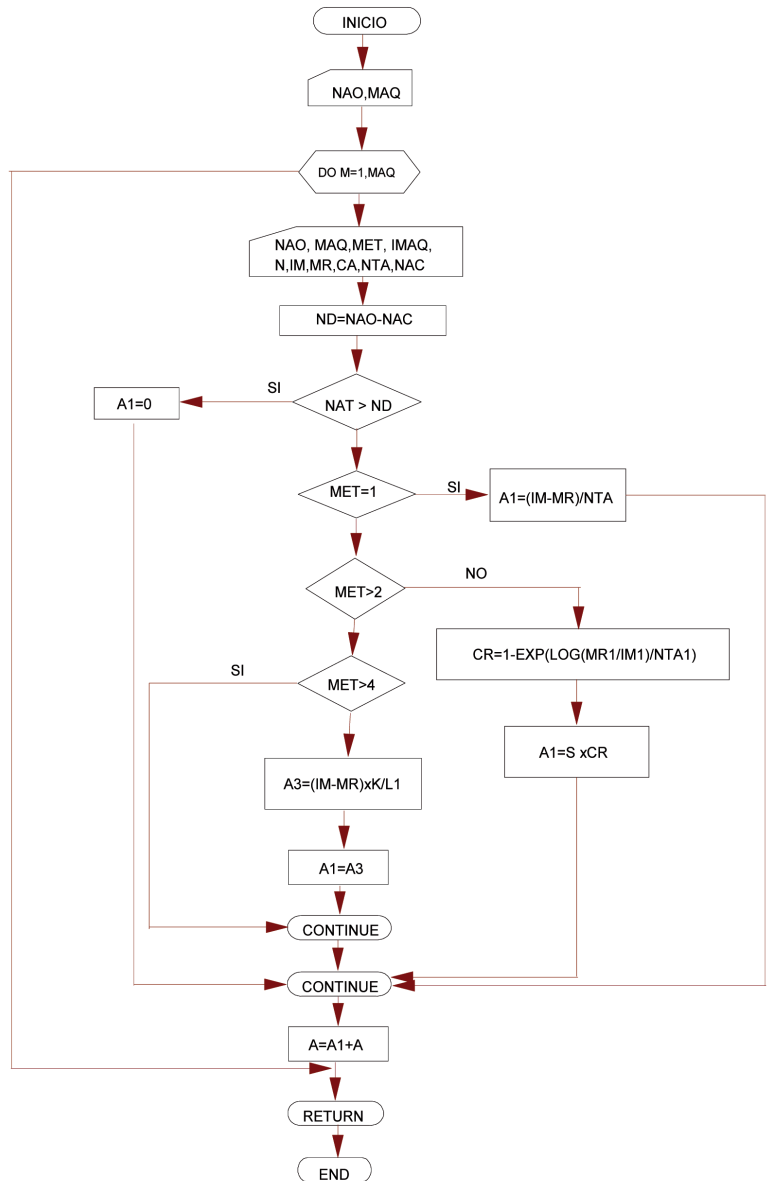 INICIO
NAO,MAQ
DO M=1,MAQ
NAO, MAQ,MET, IMAQ,
N,IM,MR,CA,NTA,NAC
ND=NAO-NAC
SI
A1=0
NAT > ND
MET=1
SI
A1=(IM-MR)/NTA
MET>2
NO
CR=1-EXP(LOG(MR1/IM1)/NTA1)
SI
MET>4
A1=S xCR
A3=(IM-MR)xK/L1
A1=A3
CONTINUE
CONTINUE
A=A1+A
RETURN
END